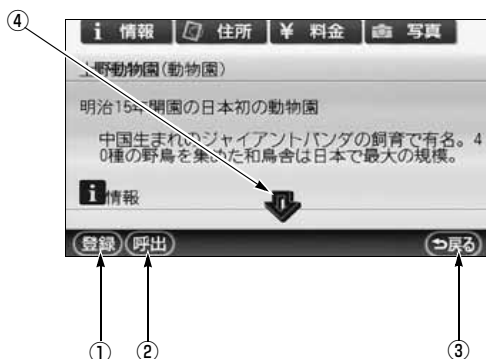 ④
i 情報 住所 ¥ 料金 写真
上野動物園(動物園)
明治15年開園の日本初の動物園
中国生まれのジャイアントパンダの飼育で有名。4
0種の野鳥を集めた和鳥舎は日本で最大の規模。
i情報
登録 呼出 戻る
① ② ③